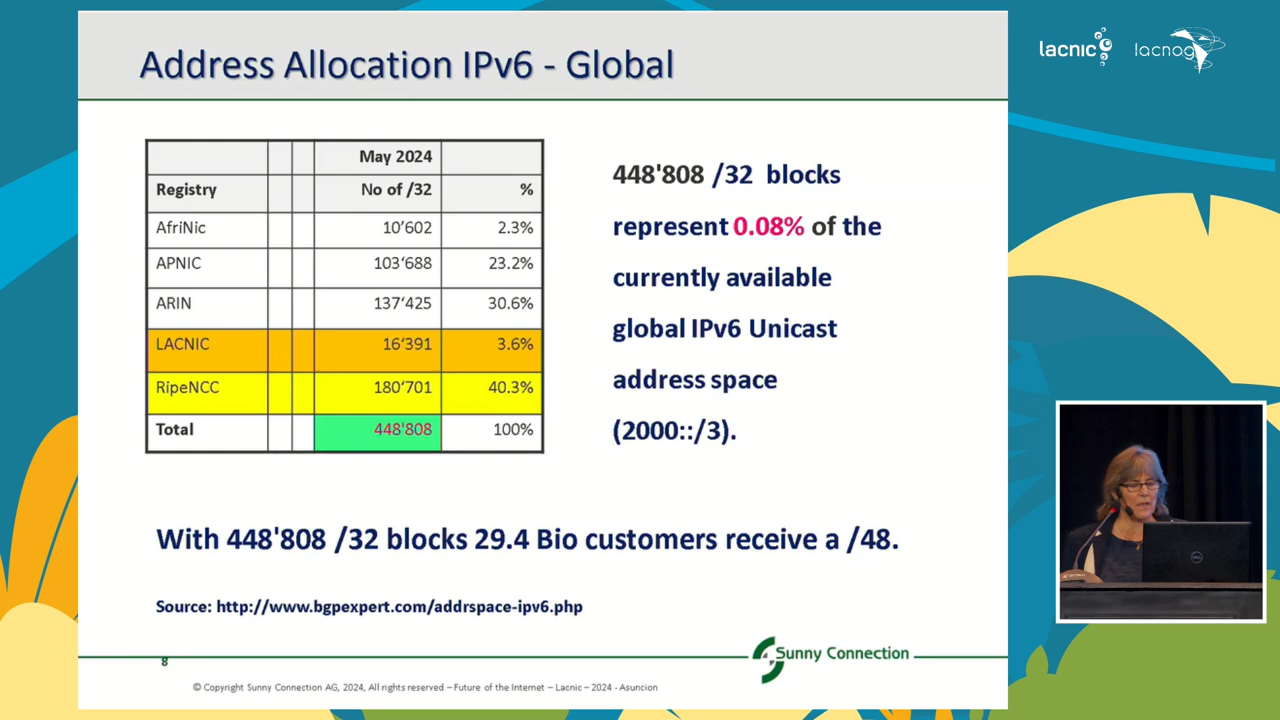 Address Allocation IPv6 - Global
lacnic
lacnog
May 2024
Registry No of /32 %
AfriNic 10’602 2.3%
APNIC 103‘688 23.2%
ARIN 137‘425 30.6%
LACNIC 16‘391 3.6%
RipeNCC 180‘701 40.3%
Total 448'808 100%
448'808 /32 blocks
represent 0.08% of the
currently available
global IPv6 Unicast
address space
(2000::/3).
With 448'808 /32 blocks 29.4 Bio customers receive a /48.
Source: http://www.bgpexpert.com/addrspace-ipv6.php
8
Sunny Connection
© Copyright Sunny Connection AG, 2024, All rights reserved – Future of the Internet – Lacnic – 2024 - Asuncion